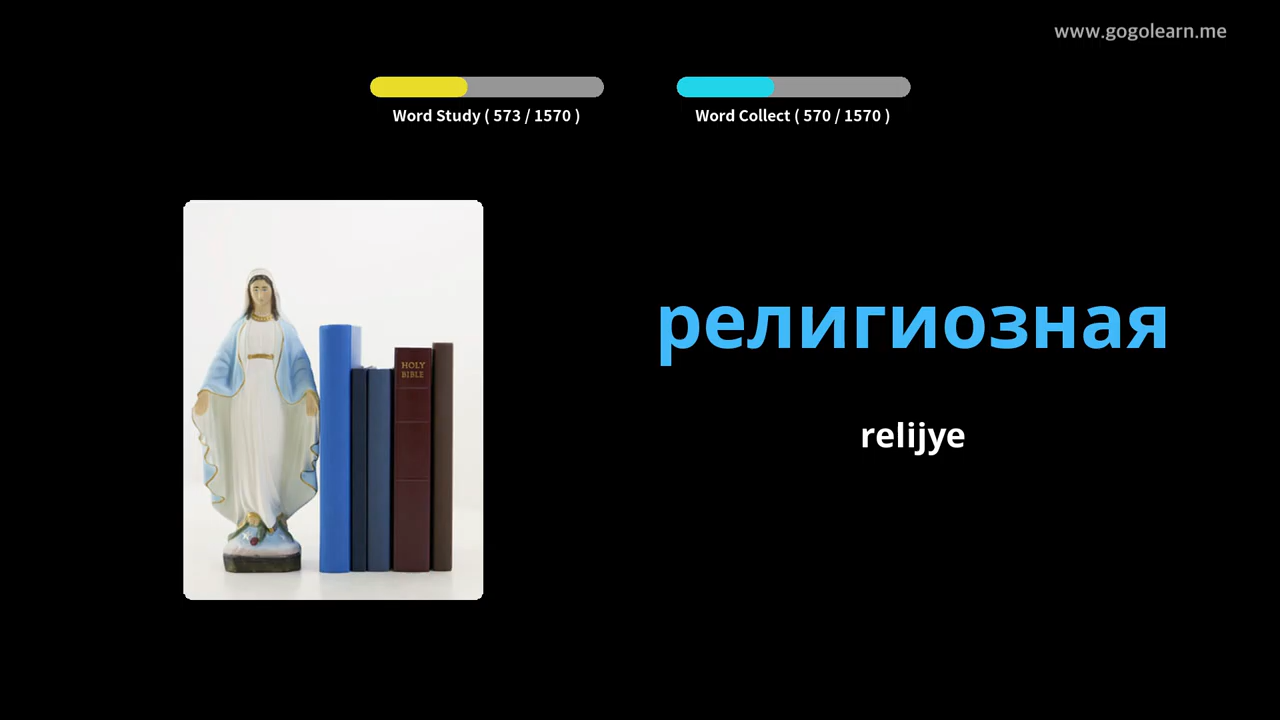 www.gogolearn.me
Word Study ( 573 / 1570 )
Word Collect ( 570 / 1570 )
HOLY
BIBLE
религиозная
relijye